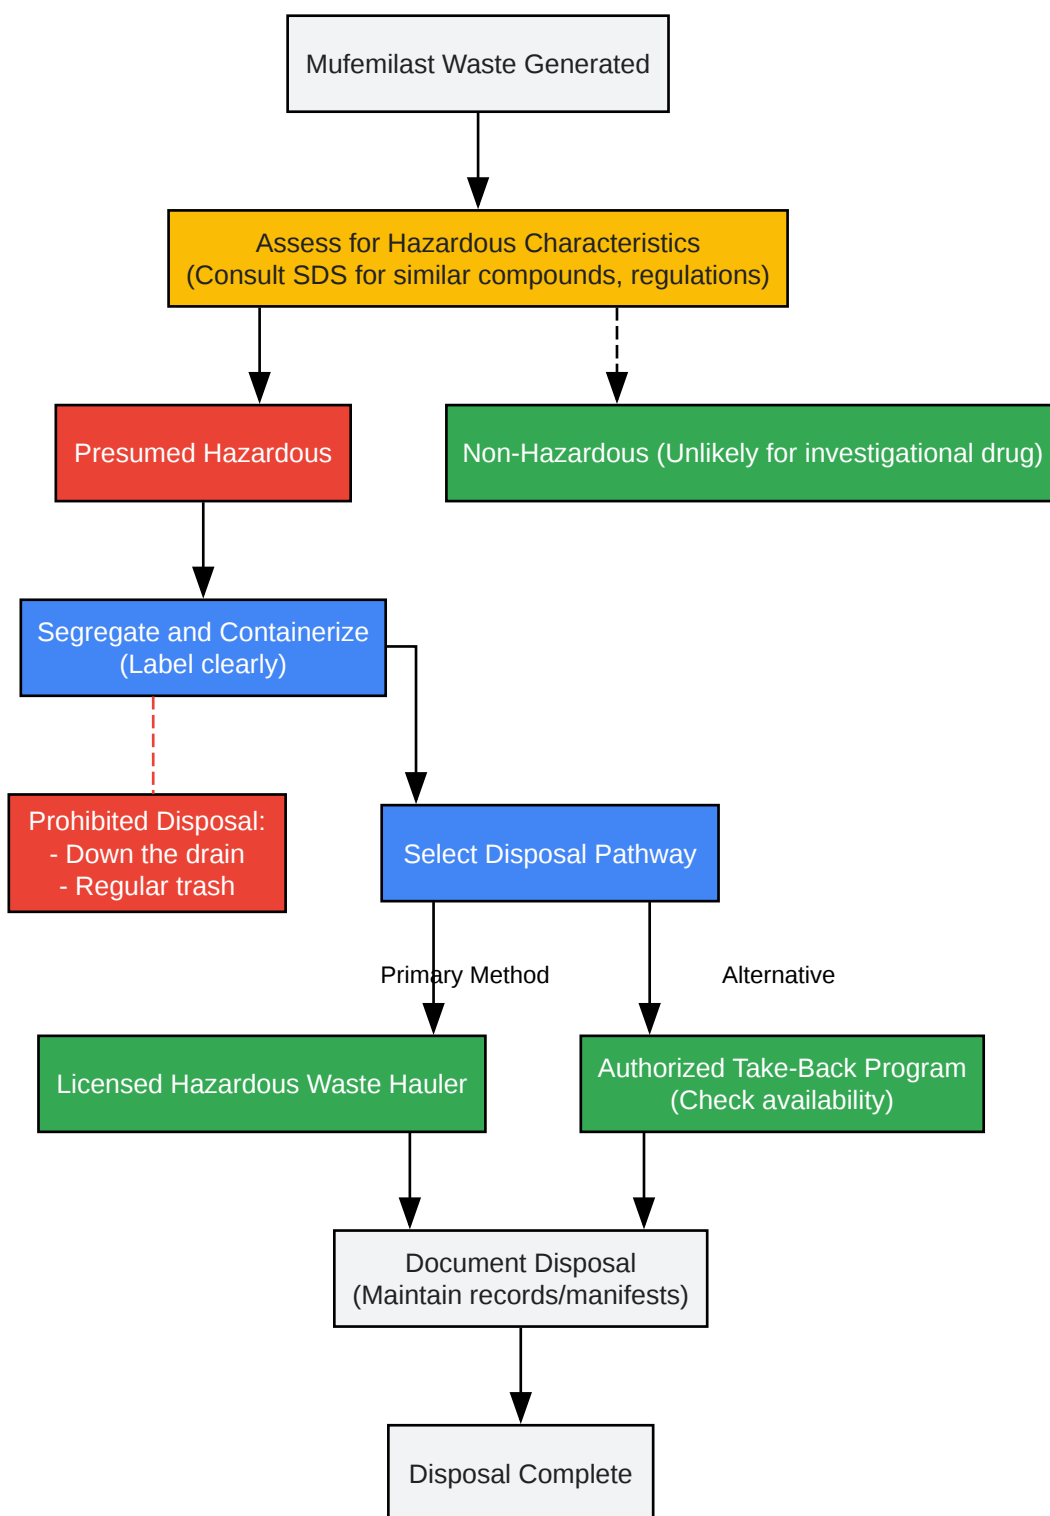 Mufemilast Waste Generated
Assess for Hazardous Characteristics
(Consult SDS for similar compounds, regulations)
Presumed Hazardous
Non-Hazardous (Unlikely for investigational drug)
Segregate and Containerize
(Label clearly)
Prohibited Disposal:
- Down the drain
- Regular trash
Select Disposal Pathway
Primary Method
Alternative
Licensed Hazardous Waste Hauler
Authorized Take-Back Program
(Check availability)
Document Disposal
(Maintain records/manifests)
Disposal Complete